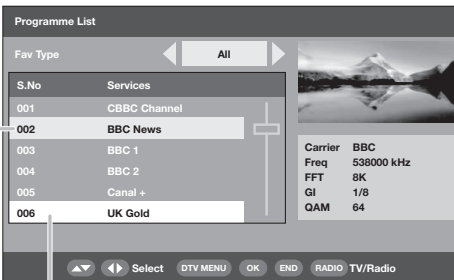 Programme List
Fav Type All
S.No Services
001 CBBC Channel
002 BBC News
003 BBC 1
004 BBC 2
005 Canal +
006 UK Gold
Carrier BBC
Freq 538000 kHz
FFT 8K
GI 1/8
QAM 64
Select DTV MENU OK END RADIO TV/Radio